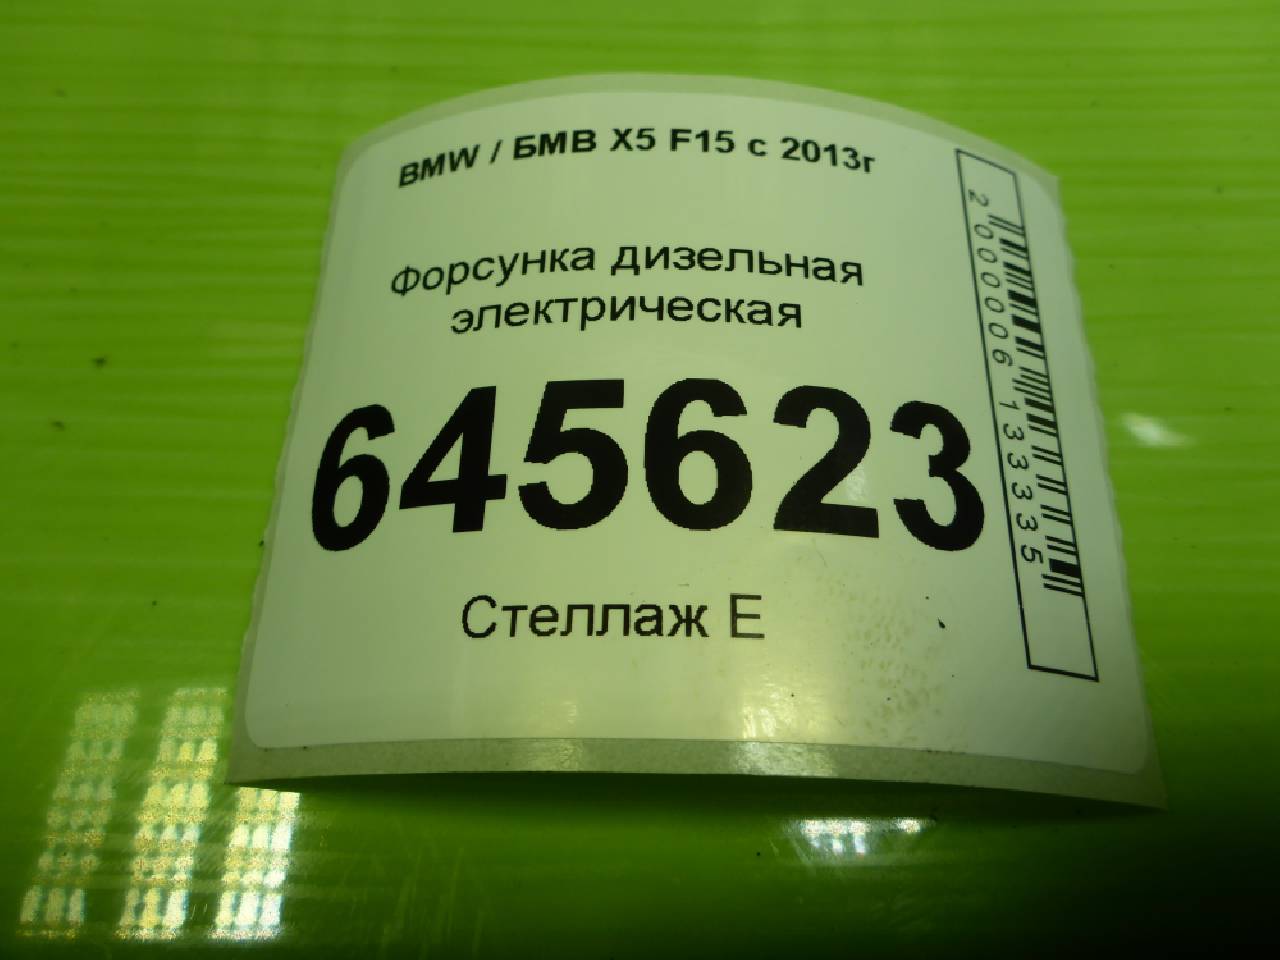 BMW / БМВ X5 F15 с 2013г
Форсунка дизельная
электрическая
645623
Стеллаж Е
2000006133335